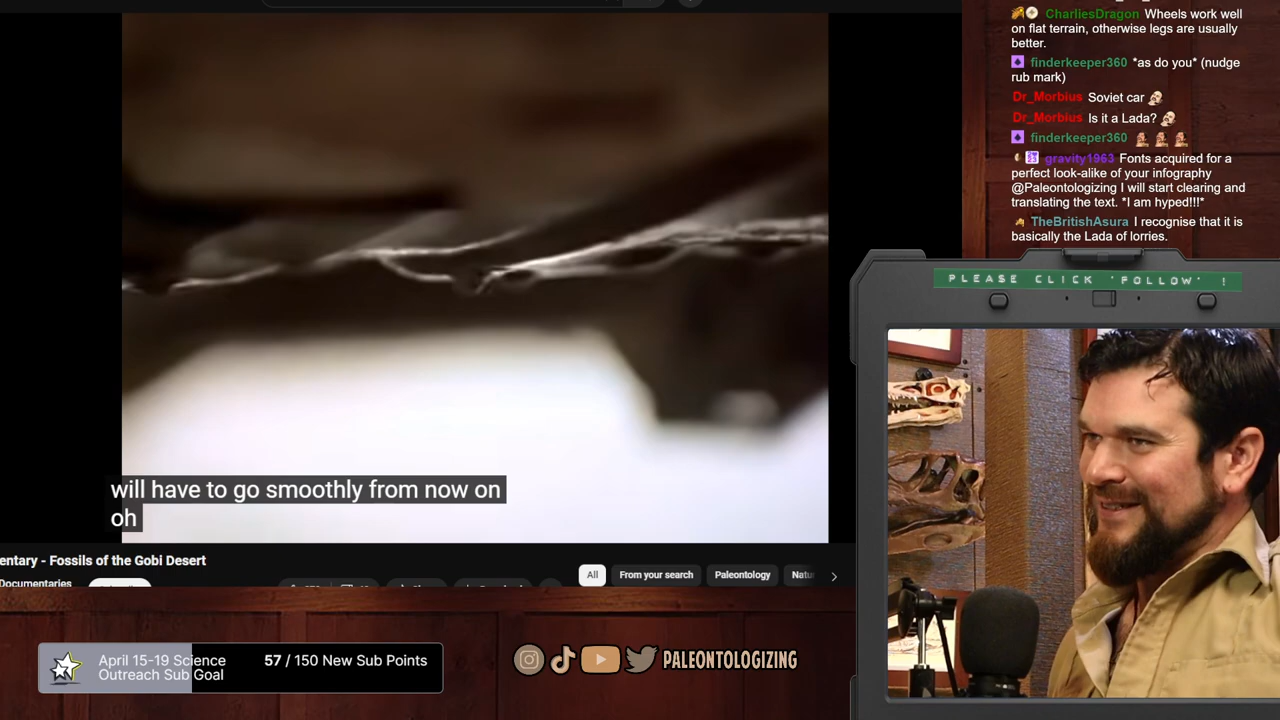 CharliesDragon Wheels work well
on flat terrain, otherwise legs are usually
better.
finderkeeper360 *as do you* (nudge
rub mark)
Dr_Morbius Soviet car
Dr_Morbius Is it a Lada?
finderkeeper360
gravity1963 Fonts acquired for a
perfect look-alike of your infography
@Paleontologizing I will start clearing and
translating the text. *I am hyped!!!*
TheBritishAsura I recognise that it is
basically the Lada of lorries.
PLEASE CLICK 'FOLLOW' !
will have to go smoothly from now on
oh
entary - Fossils of the Gobi Desert
Documentaries
All
From your search
Paleontology
Natu
April 15-19 Science
Outreach Sub Goal
57 / 150 New Sub Points
PALEONTOLOGIZING